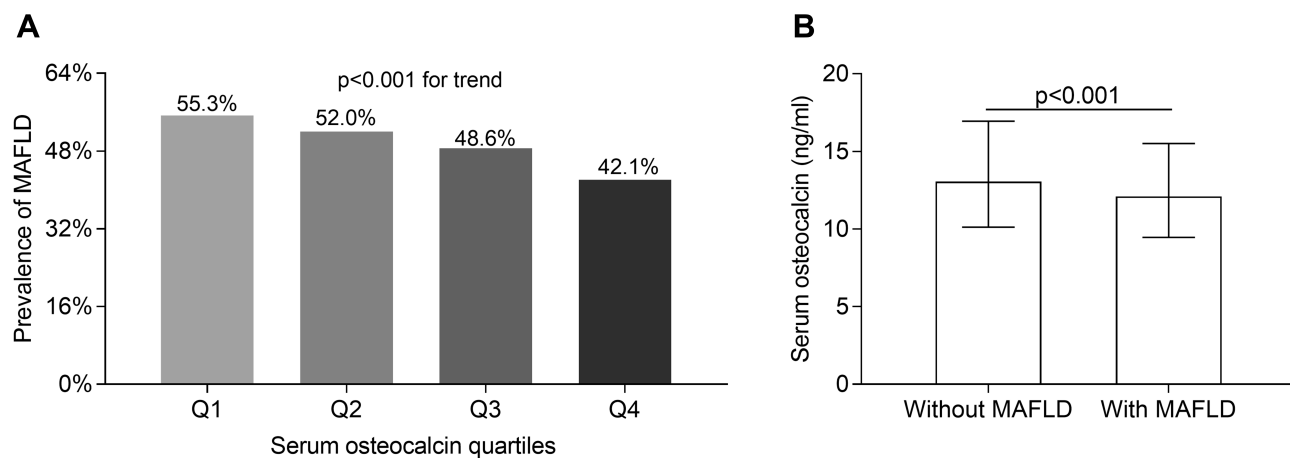 A
Prevalence of MAFLD
64%
48%
32%
16%
0%
p<0.001 for trend
55.3%
52.0%
48.6%
42.1%
Q1 Q2 Q3 Q4
Serum osteocalcin quartiles
B
Serum osteocalcin (ng/ml)
20
15
10
5
0
p<0.001
Without MAFLD With MAFLD